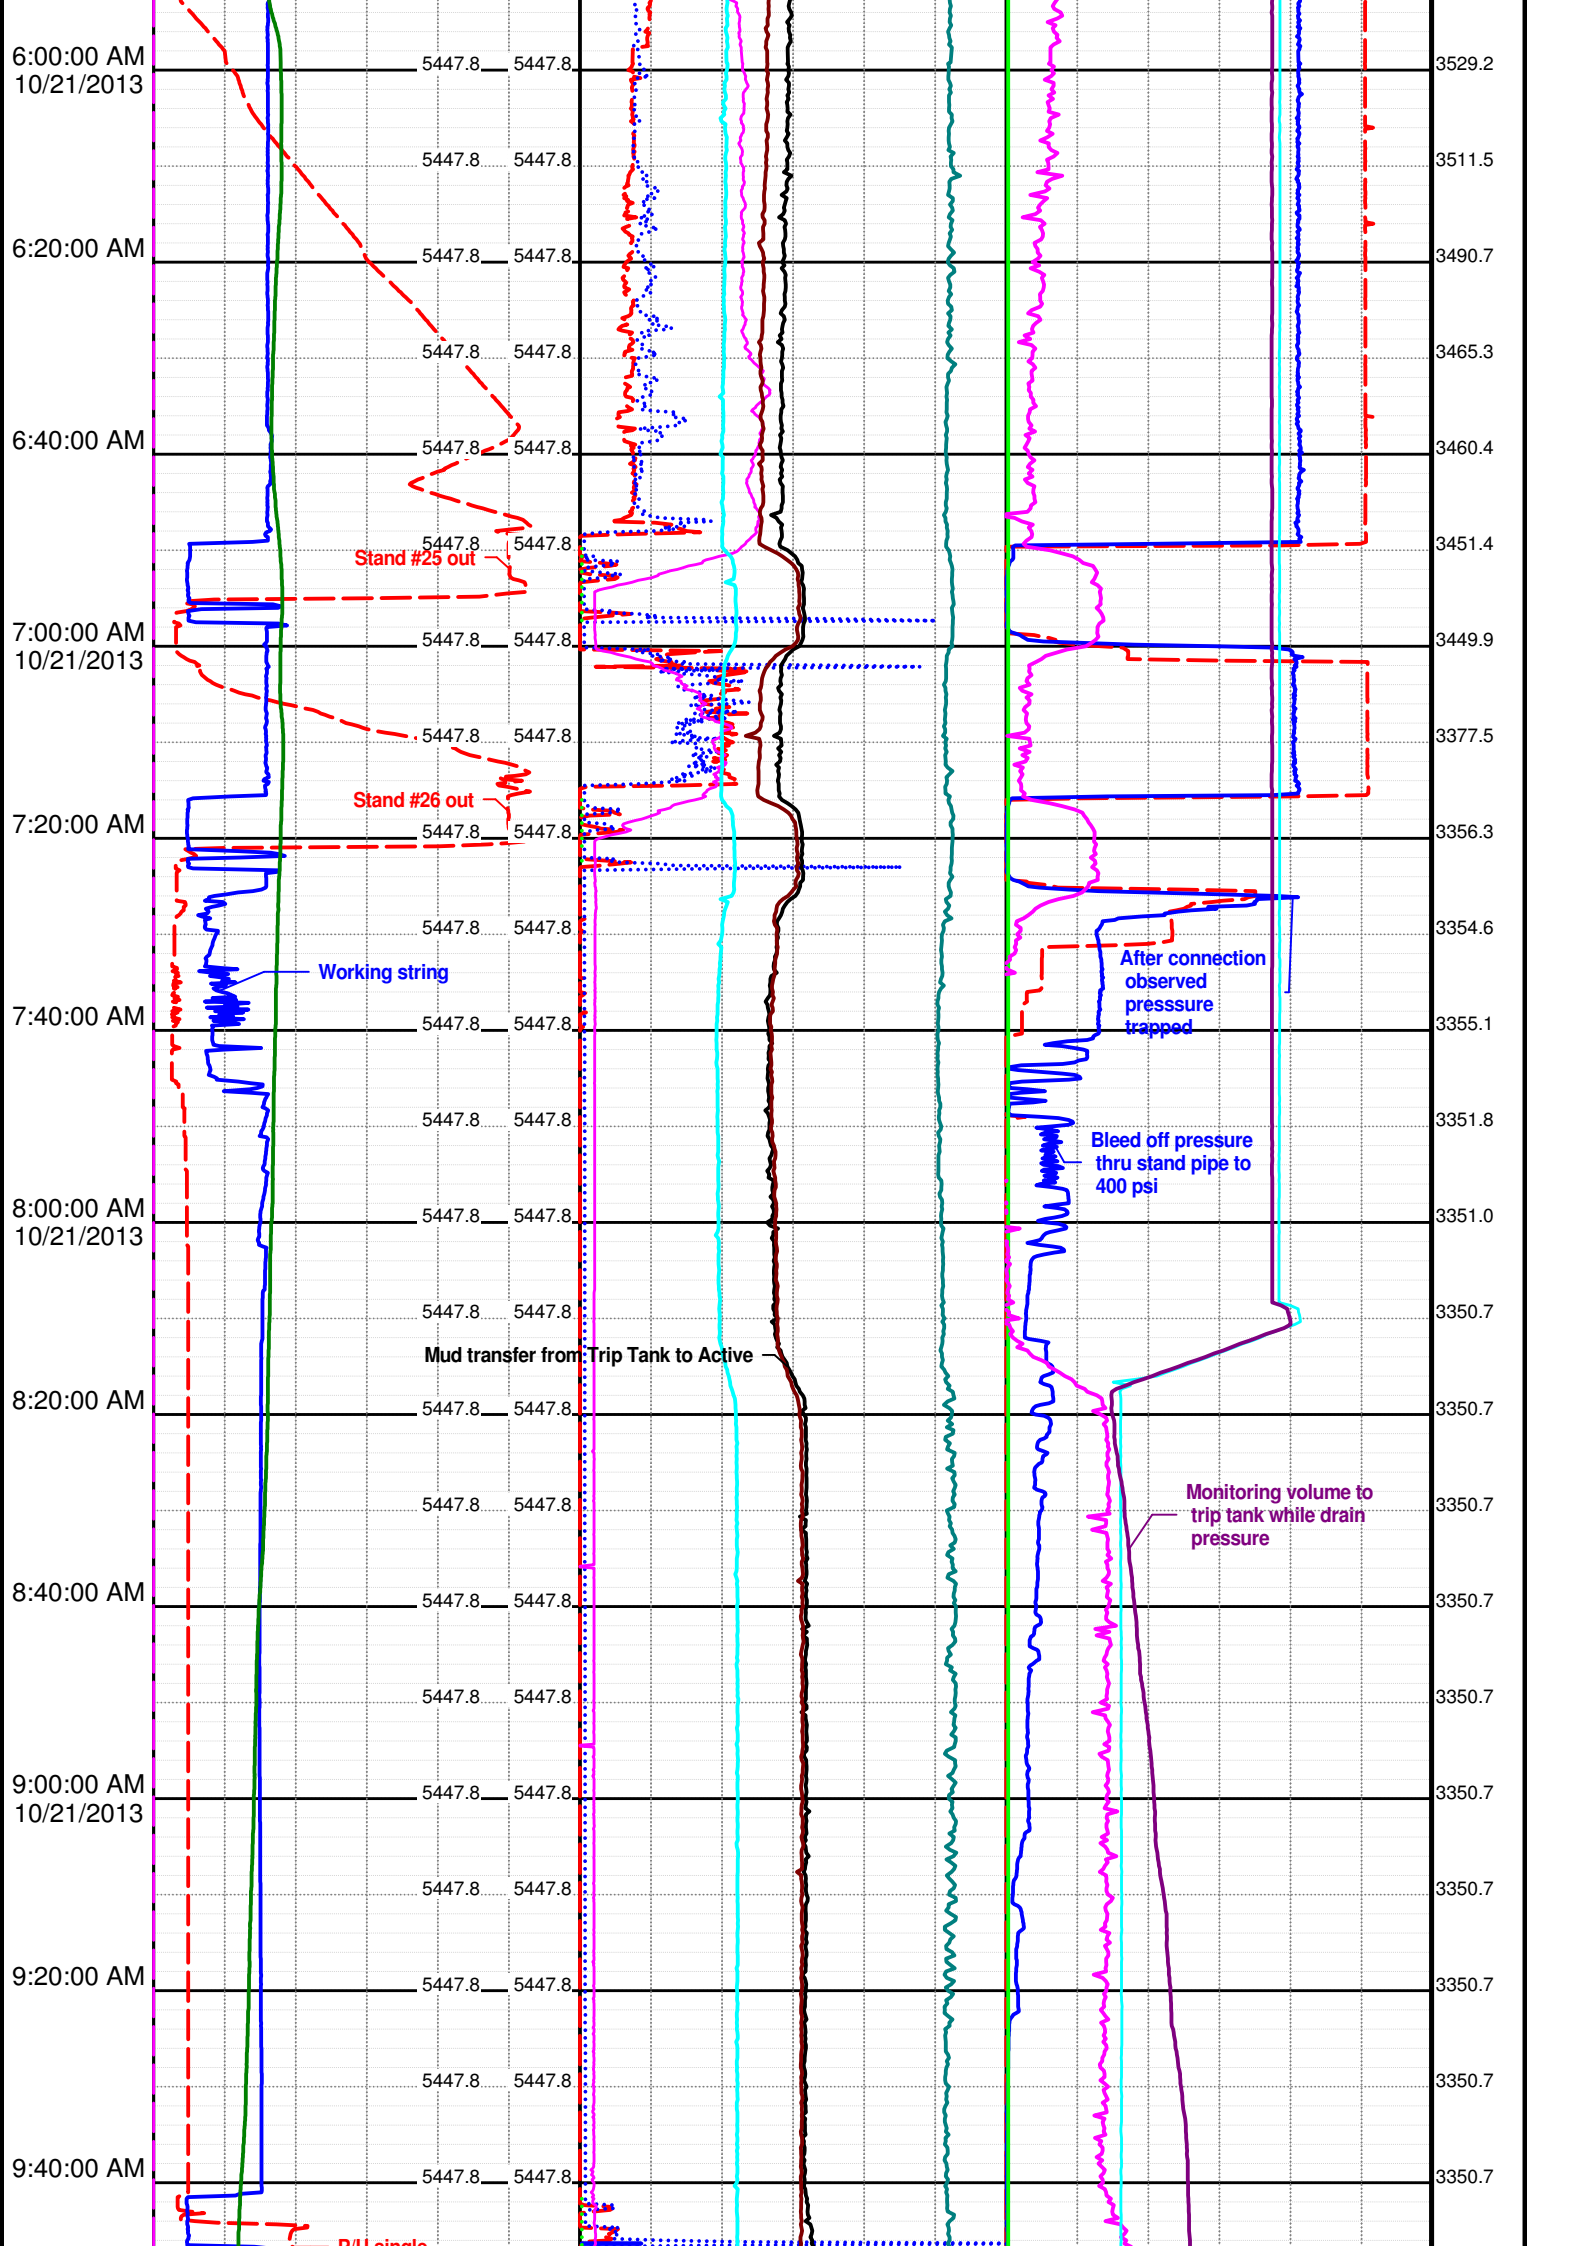 6:00:00 AM 5447.8 5447.8 3529.2
10/21/2013
5447.8 5447.8 3511.5
6:20:00 AM 5447.8 5447.8 3490.7
5447.8 5447.8 3465.3
6:40:00 AM 5447.8 5447.8 3460.4
5447.8 5447.8 3451.4
Stand #25 out
7:00:00 AM 5447.8 5447.8 3449.9
10/21/2013
5447.8 5447.8 3377.5
Stand #26 out
7:20:00 AM 5447.8 5447.8 3356.3
5447.8 5447.8 3354.6
Working string
After connection
observed
presssure
trapped
7:40:00 AM 5447.8 5447.8 3355.1
5447.8 5447.8 3351.8
Bleed off pressure
thru stand pipe to
400 psi
8:00:00 AM 5447.8 5447.8 3351.0
10/21/2013
5447.8 5447.8 3350.7
Mud transfer from Trip Tank to Active
8:20:00 AM 5447.8 5447.8 3350.7
5447.8 5447.8 3350.7
Monitoring volume to
trip tank while drain
pressure
8:40:00 AM 5447.8 5447.8 3350.7
5447.8 5447.8 3350.7
9:00:00 AM 5447.8 5447.8 3350.7
10/21/2013
5447.8 5447.8 3350.7
9:20:00 AM 5447.8 5447.8 3350.7
5447.8 5447.8 3350.7
9:40:00 AM 5447.8 5447.8 3350.7
single